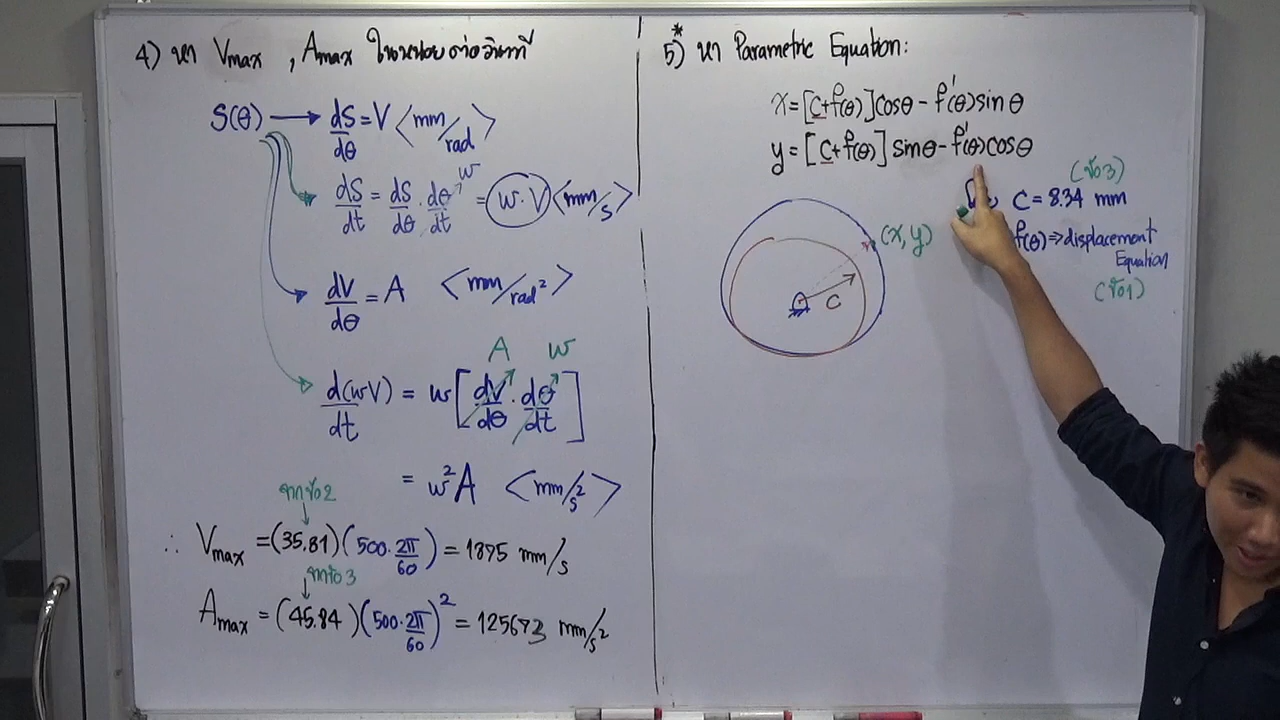 4) หา Vmax , Amax ในหน่วยต่อวินาที
S(θ) → dS/dθ = V <mm/rad>
dS/dt = dS/dθ · dθ/dt = w·V <mm/s>
w
dV/dθ = A <mm/rad²>
A w
d(wV)/dt = w[dV/dθ · dθ/dt]
= w²A <mm/s²>
จากข้อ2
∴ Vmax = (35.81)(500·2π/60) = 1875 mm/s
จากข้อ3
Amax = (45.84)(500·2π/60)² = 125673 mm/s²
*
5) หา Parametric Equation:
x = [C+f(θ)]cosθ - f'(θ)sinθ
y = [C+f(θ)]sinθ - f'(θ)cosθ
(ข้อ3)
C = 8.34 mm
f(θ) ⇒ displacement
Equation
(ข้อ1)
(x,y)
C